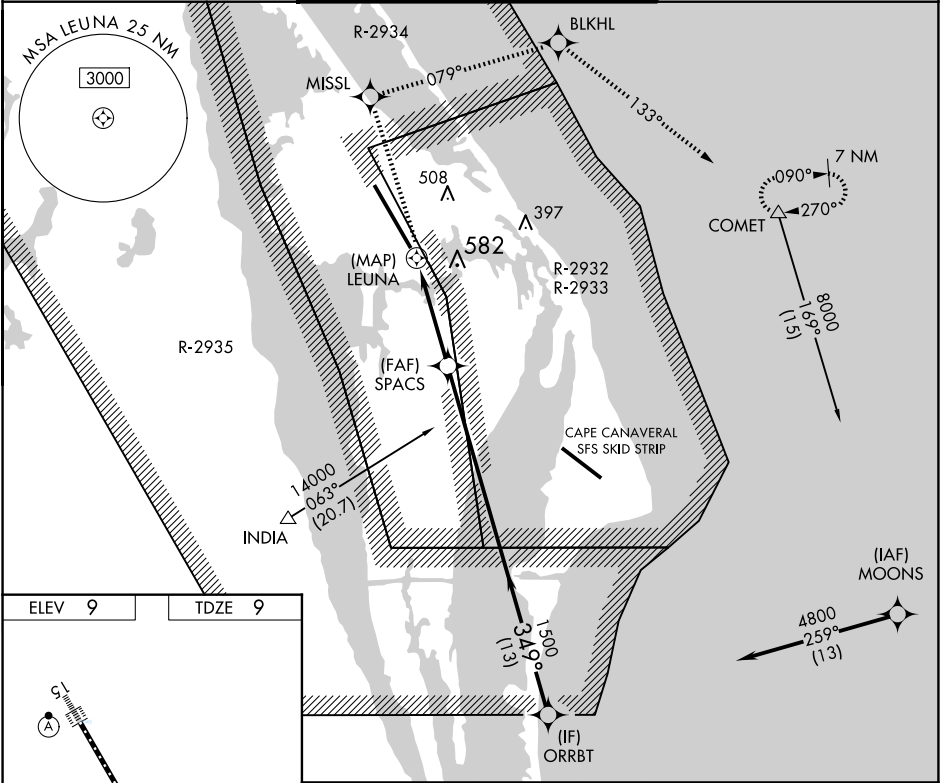 MSA LEUNA 25 NM
3000
R-2934
BLKHL
MISSL
079°
133°
7 NM
090°
270°
COMET
508
397
582
(MAP)
LEUNA
R-2932
R-2933
8000
169°
(15)
R-2935
(FAF)
SPACS
CAPE CANAVERAL
SFS SKID STRIP
14000
063°
(20.7)
INDIA
(IAF)
MOONS
4800
259°
(13)
1500
349°
(13)
(IF)
ORRBT
ELEV 9
TDZE 9
15
A